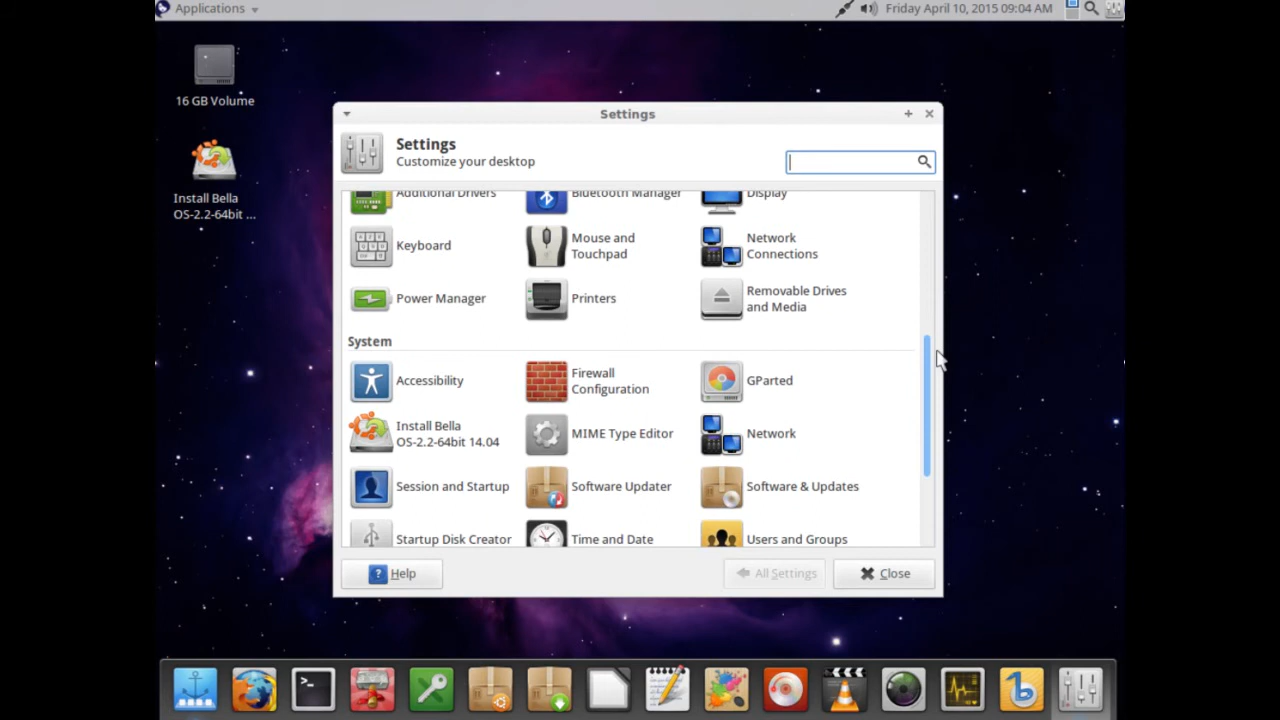 Applications
Friday April 10, 2015 09:04 AM
16 GB Volume
Install Bella
OS-2.2-64bit ...
Settings
Settings
Customize your desktop
Additional Drivers
Bluetooth Manager
Display
Keyboard
Mouse and
Touchpad
Network
Connections
Power Manager
Printers
Removable Drives
and Media
System
Accessibility
Firewall
Configuration
GParted
Install Bella
OS-2.2-64bit 14.04
MIME Type Editor
Network
Session and Startup
Software Updater
Software & Updates
Startup Disk Creator
Time and Date
Users and Groups
Help
All Settings
Close